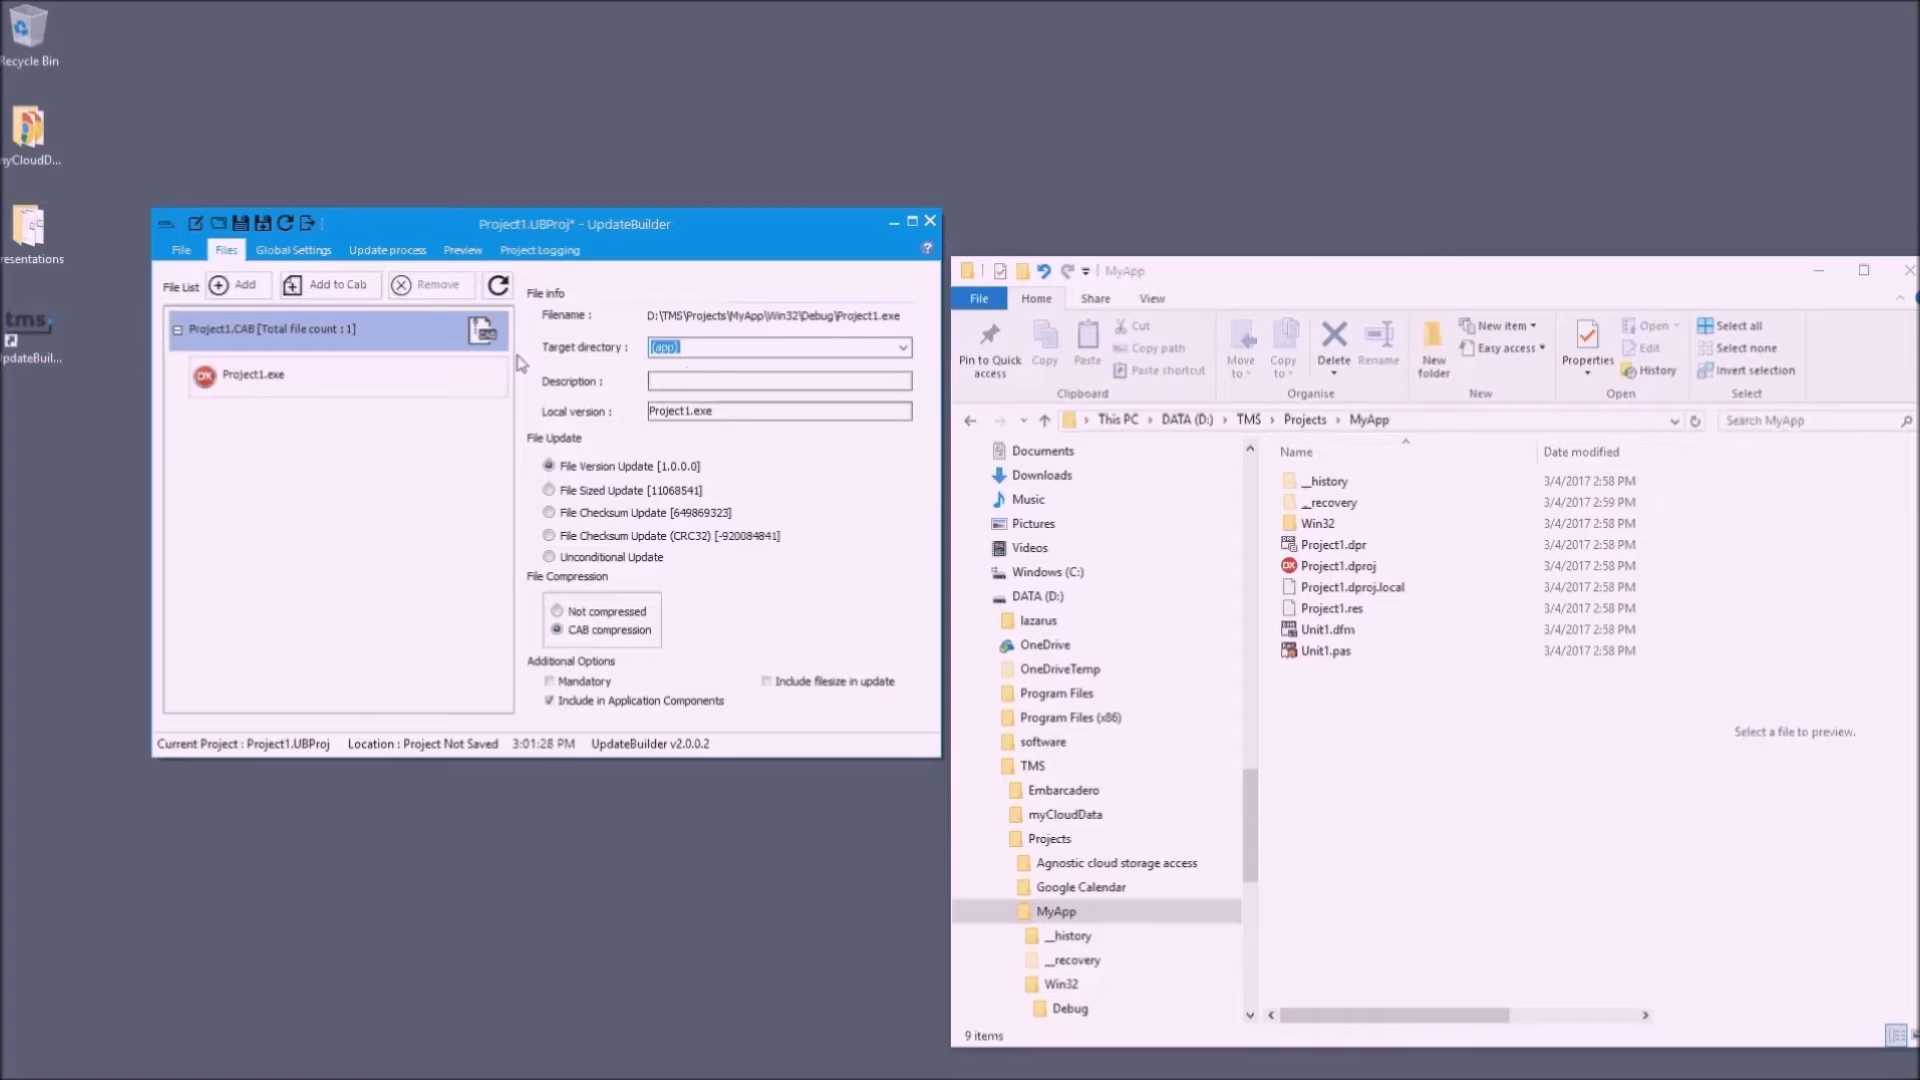 Recycle Bin
myCloudD...
resentations
tms
UpdateBuil...
Project1.UBProj* - UpdateBuilder
File Files Global Settings Update process Preview Project Logging
File List Add Add to Cab Remove
Project1.CAB [Total file count : 1]
Project1.exe
File info
Filename : D:\TMS\Projects\MyApp\Win32\Debug\Project1.exe
Target directory : {app}
Description :
Local version : Project1.exe
File Update
File Version Update [1.0.0.0]
File Sized Update [11068541]
File Checksum Update [649869323]
File Checksum Update (CRC32) [-920084841]
Unconditional Update
File Compression
Not compressed
CAB compression
Additional Options
Mandatory Include filesize in update
Include in Application Components
Current Project : Project1.UBProj Location : Project Not Saved 3:01:28 PM UpdateBuilder v2.0.0.2
MyApp
File Home Share View
Pin to Quick access
Copy
Paste
Cut
Copy path
Paste shortcut
Clipboard
Move to
Copy to
Delete
Rename
Organise
New folder
New item
Easy access
New
Properties
Open
Edit
History
Open
Select all
Select none
Invert selection
Select
This PC DATA (D:) TMS Projects MyApp
Search MyApp
Documents
Downloads
Music
Pictures
Videos
Windows (C:)
DATA (D:)
lazarus
OneDrive
OneDriveTemp
Program Files
Program Files (x86)
software
TMS
Embarcadero
myCloudData
Projects
Agnostic cloud storage access
Google Calendar
MyApp
__history
__recovery
Win32
Debug
Name Date modified
__history 3/4/2017 2:58 PM
__recovery 3/4/2017 2:59 PM
Win32 3/4/2017 2:58 PM
Project1.dpr 3/4/2017 2:58 PM
Project1.dproj 3/4/2017 2:58 PM
Project1.dproj.local 3/4/2017 2:58 PM
Project1.res 3/4/2017 2:58 PM
Unit1.dfm 3/4/2017 2:58 PM
Unit1.pas 3/4/2017 2:58 PM
Select a file to preview.
9 items